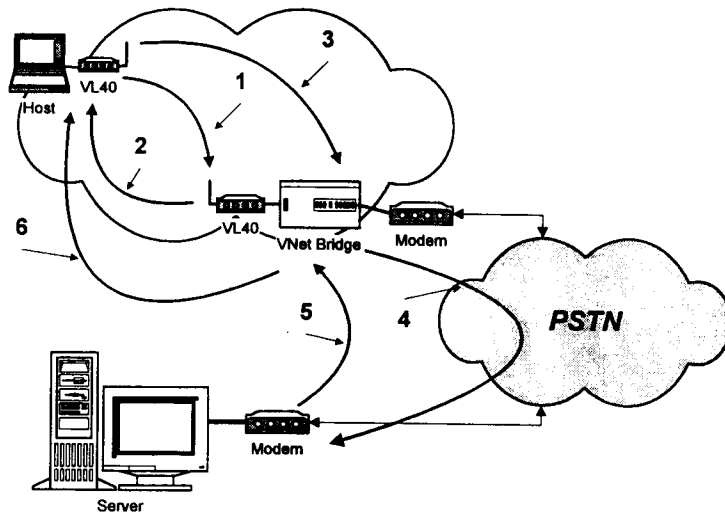 3
VL40
Host
1
2
VL40
VNet Bridge
Modem
6
5
4
PSTN
Modem
Server